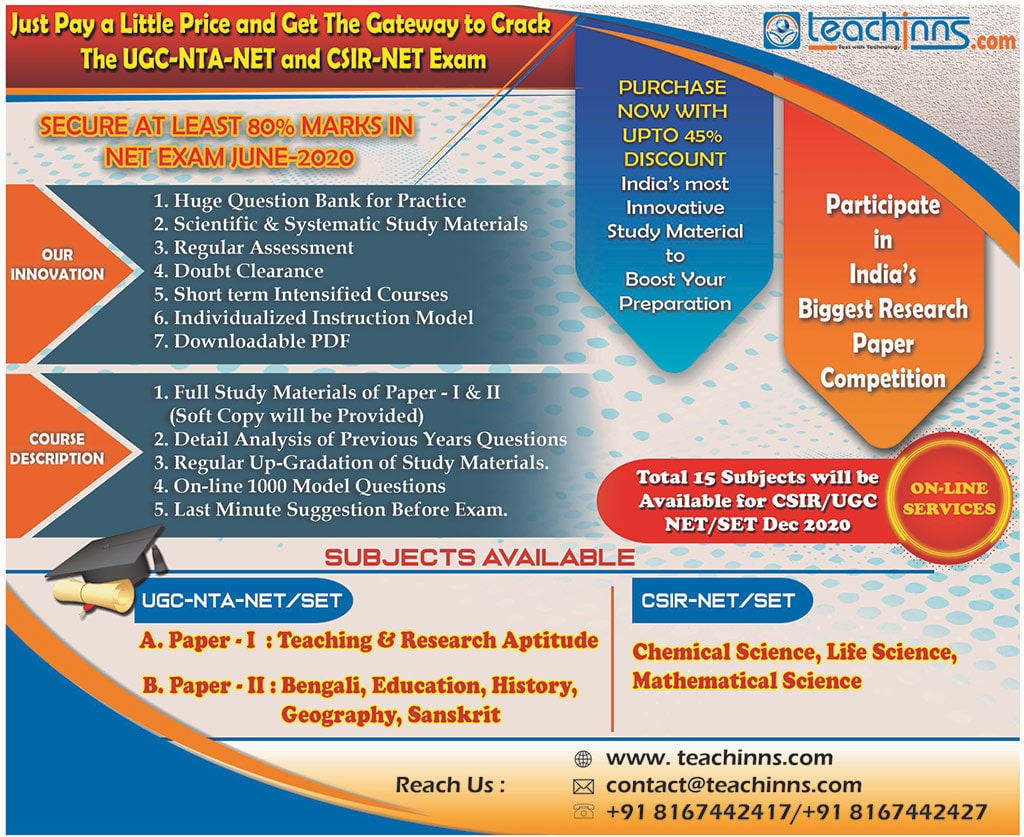 Just Pay a Little Price and Get The Gateway to Crack
The UGC-NTA-NET and CSIR-NET Exam
teachinns.com
Test with Technology
SECURE AT LEAST 80% MARKS IN
NET EXAM JUNE-2020
PURCHASE
NOW WITH
UPTO 45%
DISCOUNT
India's most
Innovative
Study Material
to
Boost Your
Preparation
Participate
in
India's
Biggest Research
Paper
Competition
OUR
INNOVATION
1. Huge Question Bank for Practice
2. Scientific & Systematic Study Materials
3. Regular Assessment
4. Doubt Clearance
5. Short term Intensified Courses
6. Individualized Instruction Model
7. Downloadable PDF
COURSE
DESCRIPTION
1. Full Study Materials of Paper - I & II
(Soft Copy will be Provided)
2. Detail Analysis of Previous Years Questions
3. Regular Up-Gradation of Study Materials.
4. On-line 1000 Model Questions
5. Last Minute Suggestion Before Exam.
Total 15 Subjects will be
Available for CSIR/UGC
NET/SET Dec 2020
ON-LINE
SERVICES
SUBJECTS AVAILABLE
UGC-NTA-NET/SET
A. Paper - I : Teaching & Research Aptitude
B. Paper - II : Bengali, Education, History,
Geography, Sanskrit
CSIR-NET/SET
Chemical Science, Life Science,
Mathematical Science
Reach Us :
www. teachinns.com
contact@teachinns.com
+91 8167442417/+91 8167442427